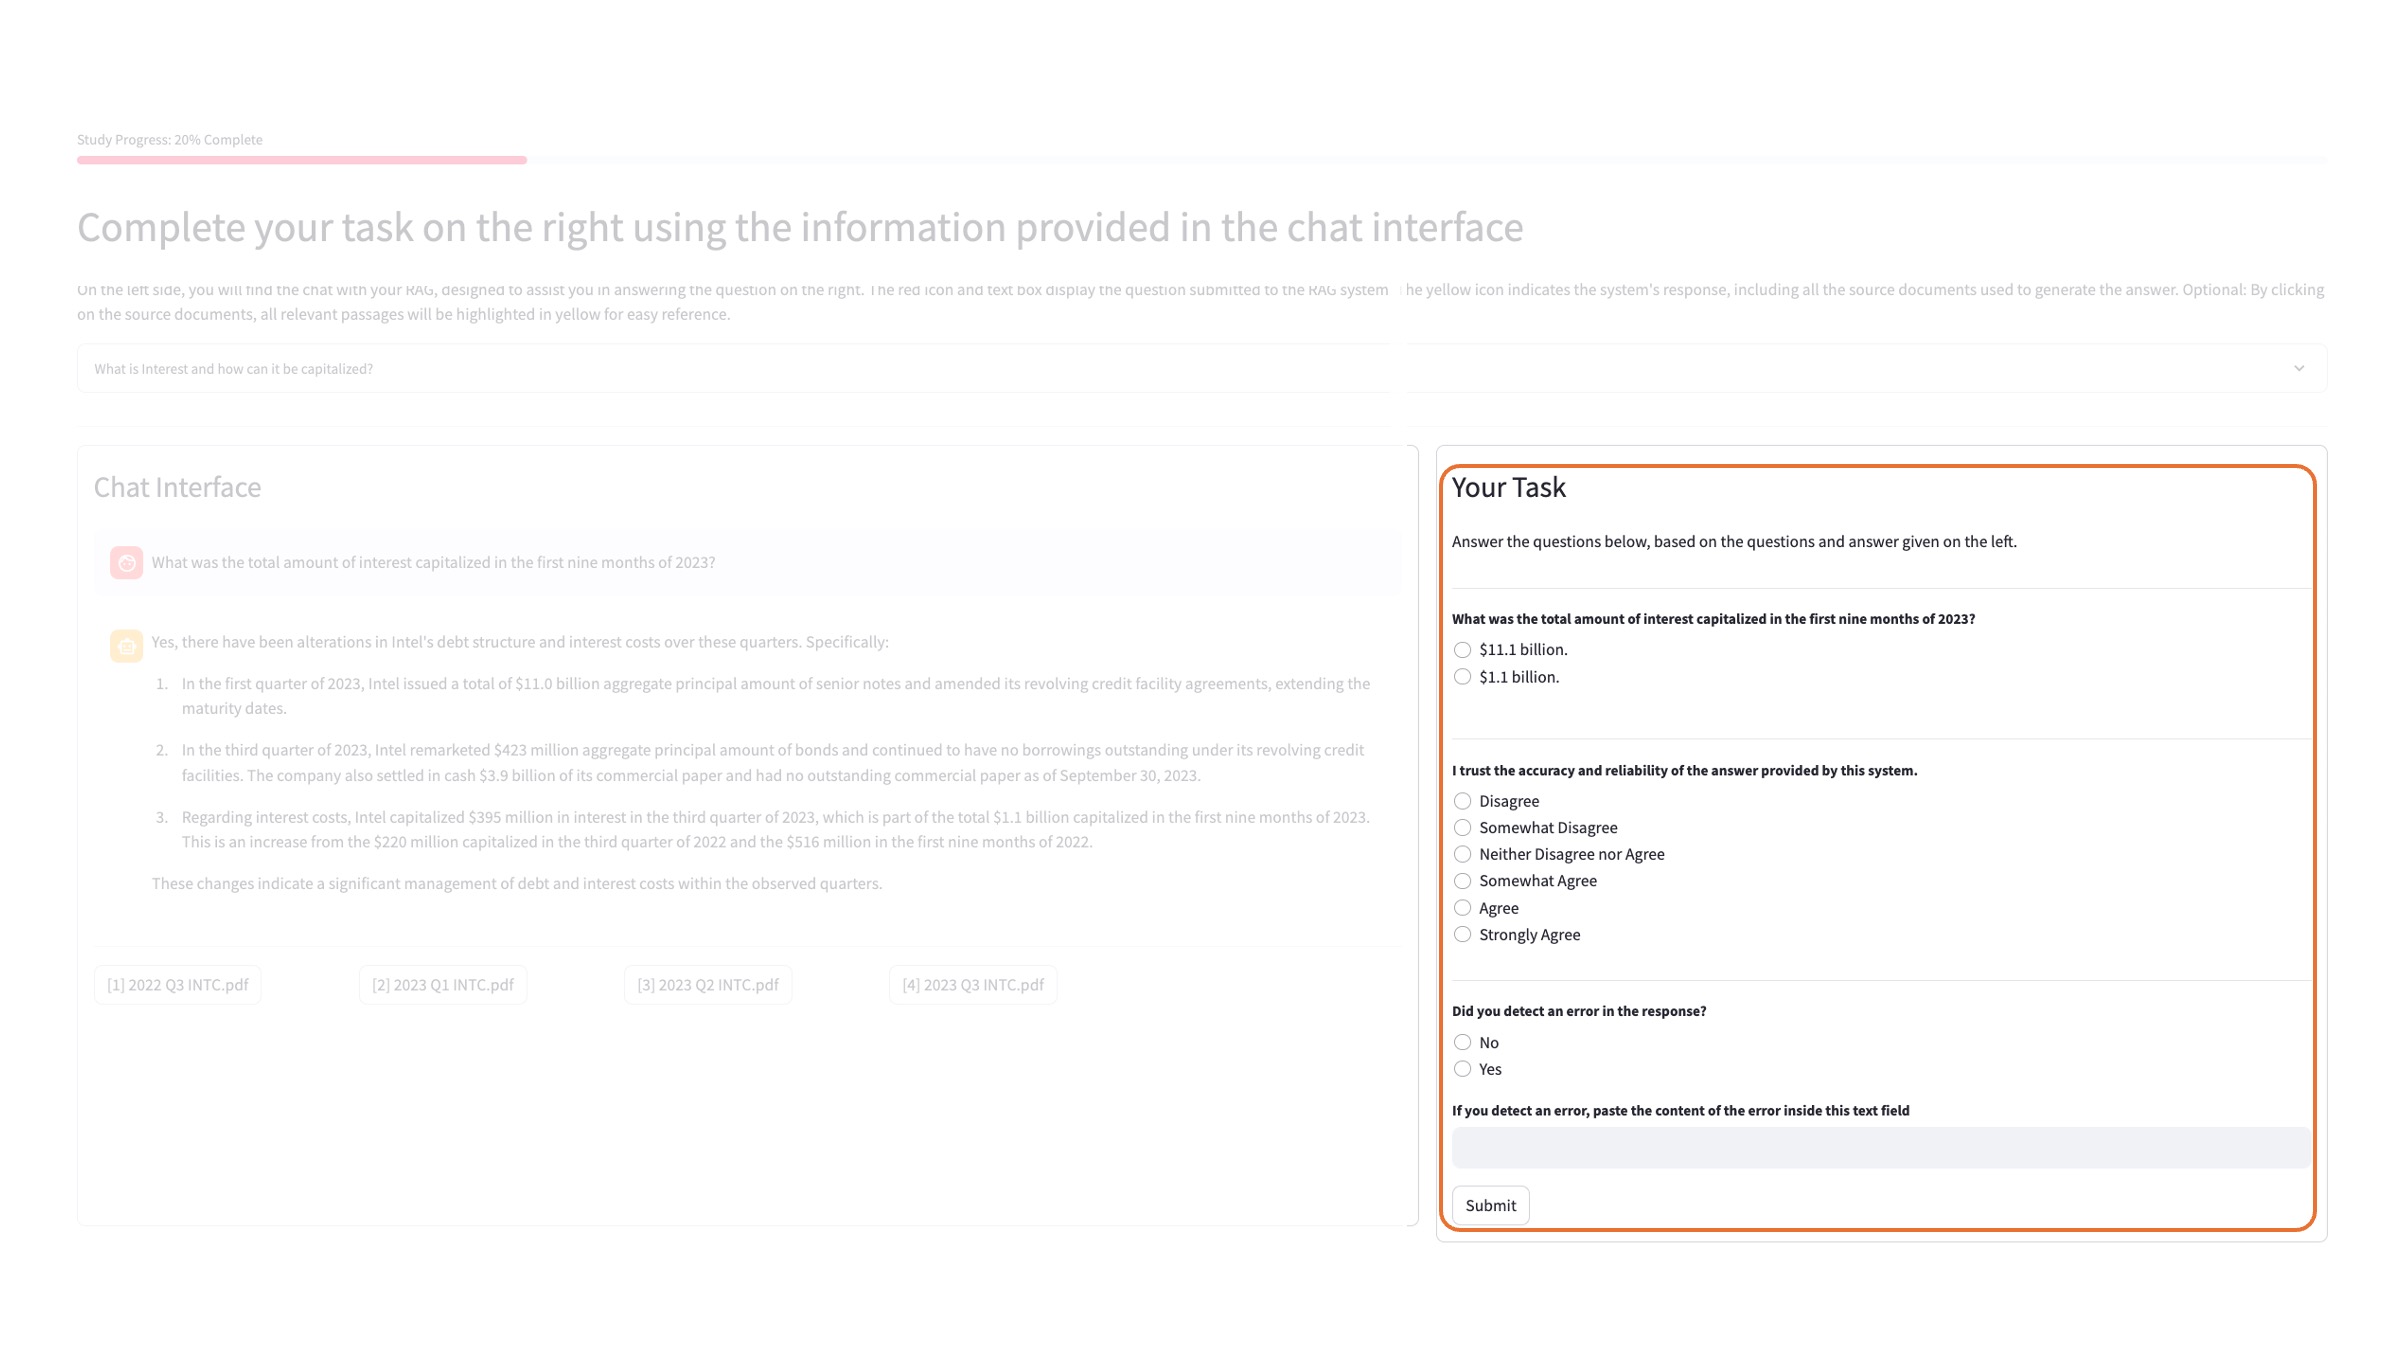 Study Progress: 20% Complete
Complete your task on the right using the information provided in the chat interface
On the left side, you will find the chat with your RAG, designed to assist you in answering the question on the right. The red icon and text box display the question submitted to the RAG system he yellow icon indicates the system's response, including all the source documents used to generate the answer. Optional: By clicking
on the source documents, all relevant passages will be highlighted in yellow for easy reference.
What is Interest and how can it be capitalized?
Chat Interface
What was the total amount of interest capitalized in the first nine months of 2023?
Yes, there have been alterations in Intel's debt structure and interest costs over these quarters. Specifically:
1. In the first quarter of 2023, Intel issued a total of $11.0 billion aggregate principal amount of senior notes and amended its revolving credit facility agreements, extending the
maturity dates.
2. In the third quarter of 2023, Intel remarketed $423 million aggregate principal amount of bonds and continued to have no borrowings outstanding under its revolving credit
facilities. The company also settled in cash $3.9 billion of its commercial paper and had no outstanding commercial paper as of September 30, 2023.
3. Regarding interest costs, Intel capitalized $395 million in interest in the third quarter of 2023, which is part of the total $1.1 billion capitalized in the first nine months of 2023.
This is an increase from the $220 million capitalized in the third quarter of 2022 and the $516 million in the first nine months of 2022.
These changes indicate a significant management of debt and interest costs within the observed quarters.
[1] 2022 Q3 INTC.pdf
[2] 2023 Q1 INTC.pdf
[3] 2023 Q2 INTC.pdf
[4] 2023 Q3 INTC.pdf
Your Task
Answer the questions below, based on the questions and answer given on the left.
What was the total amount of interest capitalized in the first nine months of 2023?
$11.1 billion.
$1.1 billion.
I trust the accuracy and reliability of the answer provided by this system.
Disagree
Somewhat Disagree
Neither Disagree nor Agree
Somewhat Agree
Agree
Strongly Agree
Did you detect an error in the response?
No
Yes
If you detect an error, paste the content of the error inside this text field
Submit